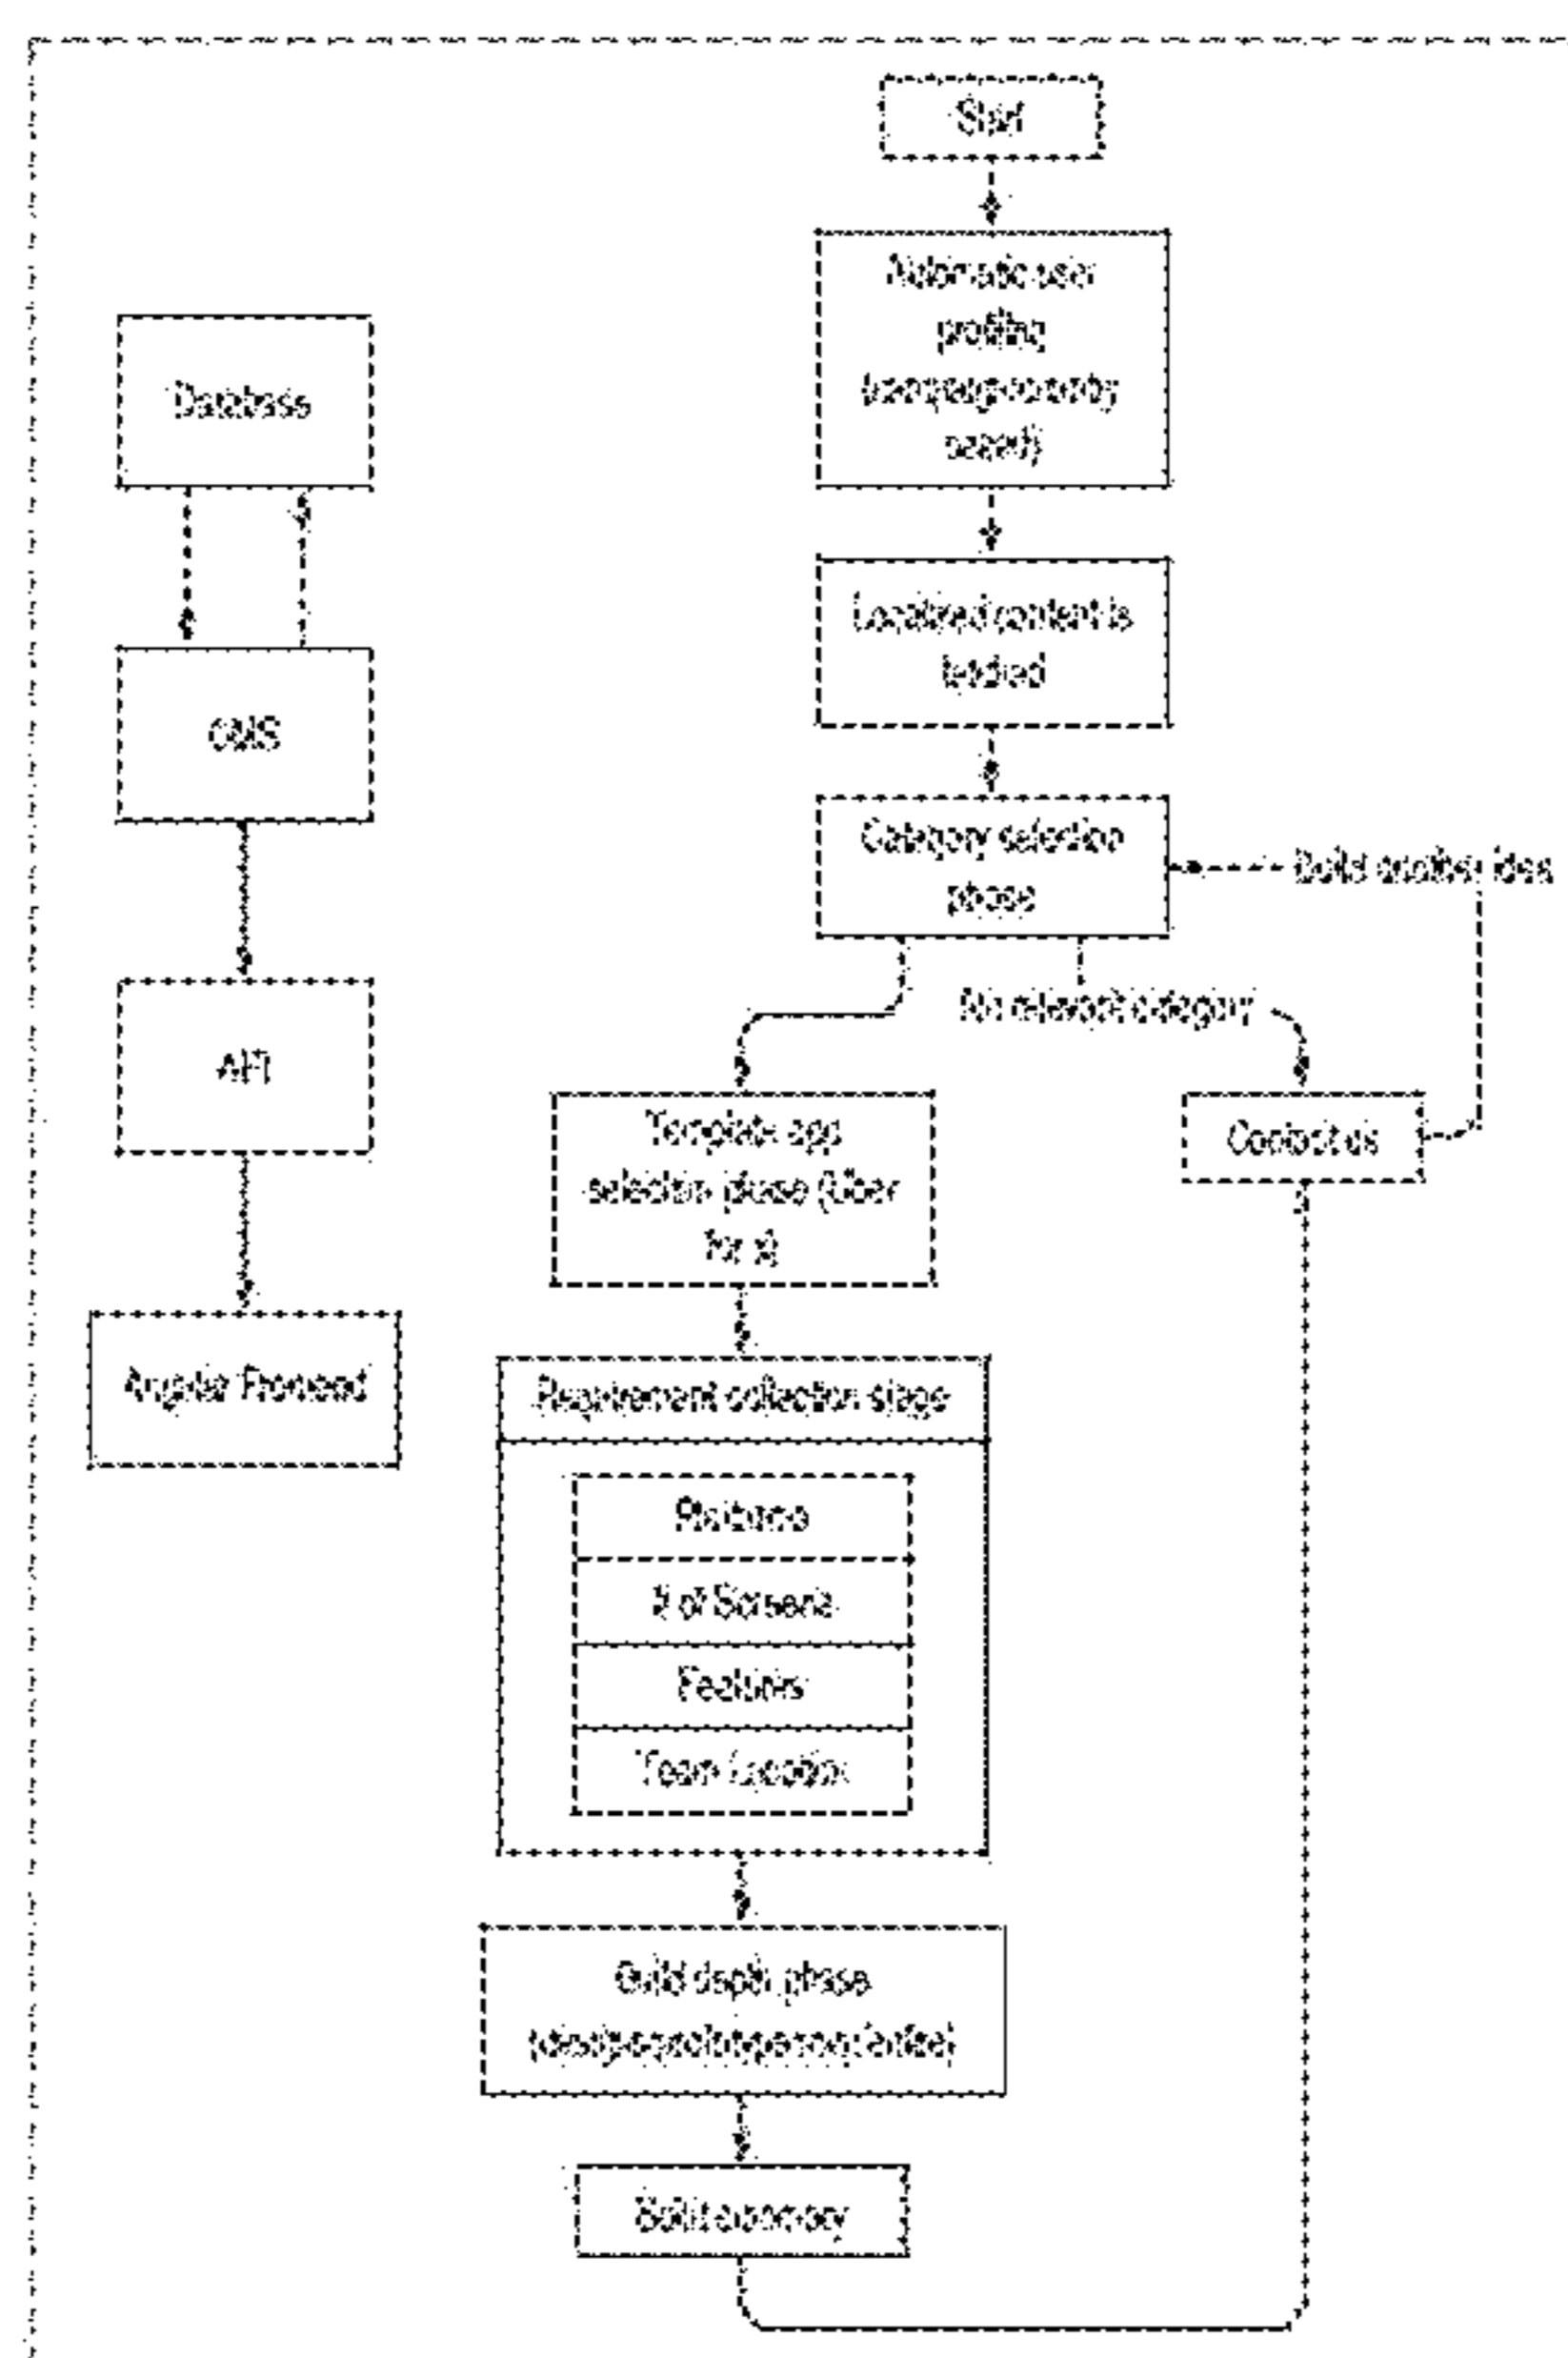 Start
Automatic user
profiling
based)
Database
Localized content is
loaded
CMS
Category selection
phase
Build another idea
No relevant category
API
Template app
selection phase (Uber
for x)
Contact us
Angular Frontend
Requirement collection stage
Platforms
# of Screens
Features
Team Location
Build depth phase
Build summary